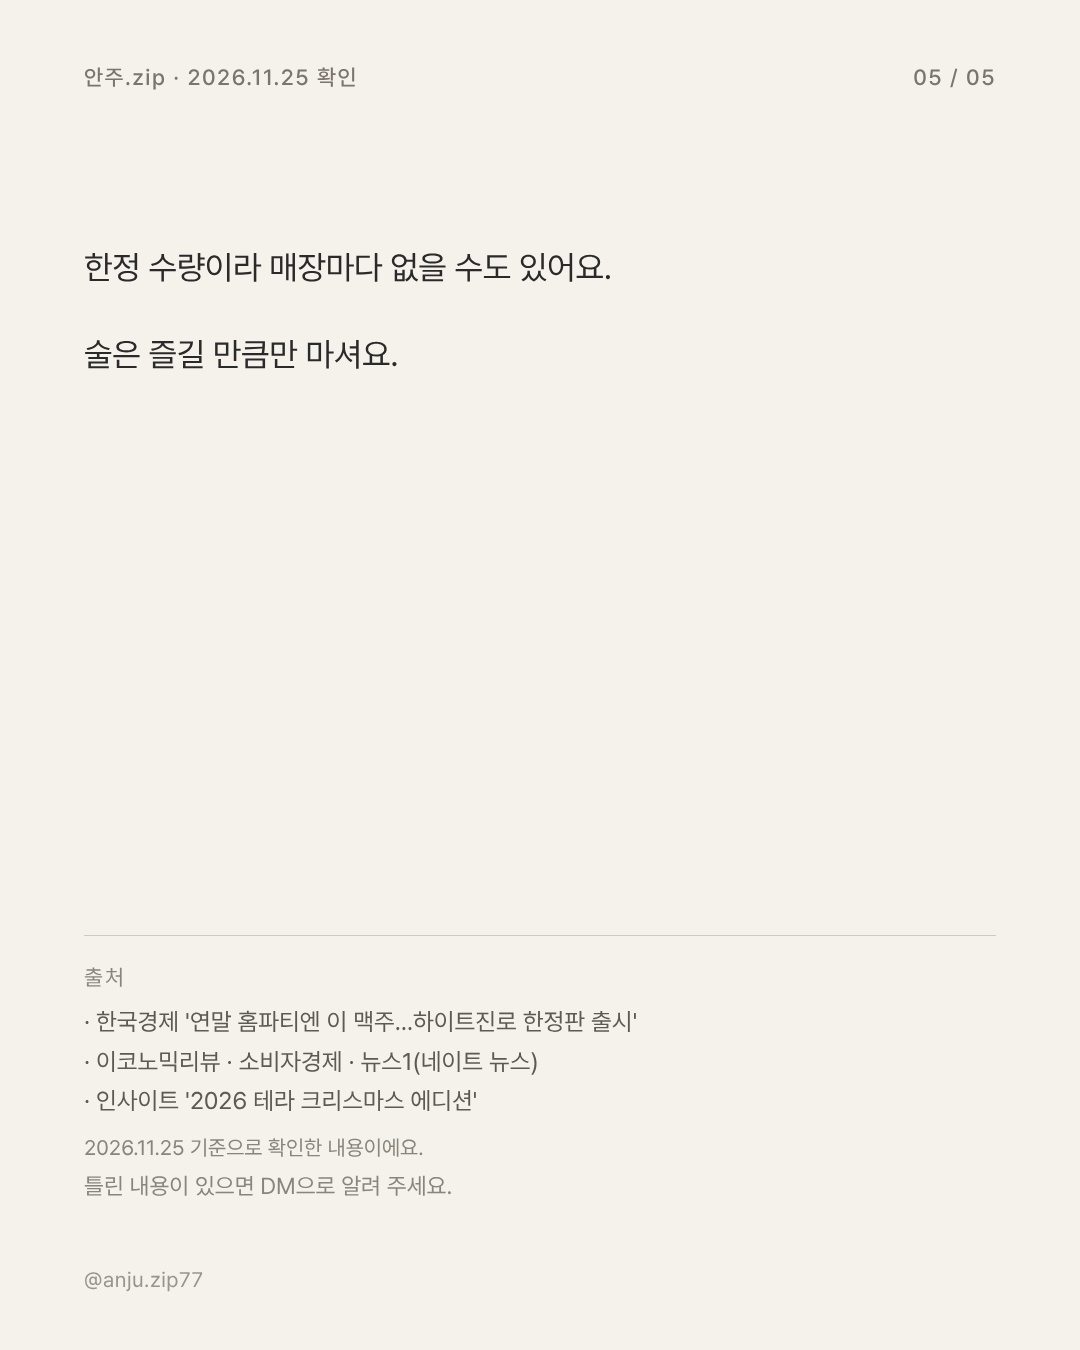 안주.zip · 2026.11.25 확인
05 / 05
한정 수량이라 매장마다 없을 수도 있어요.
술은 즐길 만큼만 마셔요.
출처
· 한국경제 '연말 홈파티엔 이 맥주…하이트진로 한정판 출시'
· 이코노믹리뷰 · 소비자경제 · 뉴스1(네이트 뉴스)
· 인사이트 '2026 테라 크리스마스 에디션'
2026.11.25 기준으로 확인한 내용이에요.
틀린 내용이 있으면 DM으로 알려 주세요.
@anju.zip77